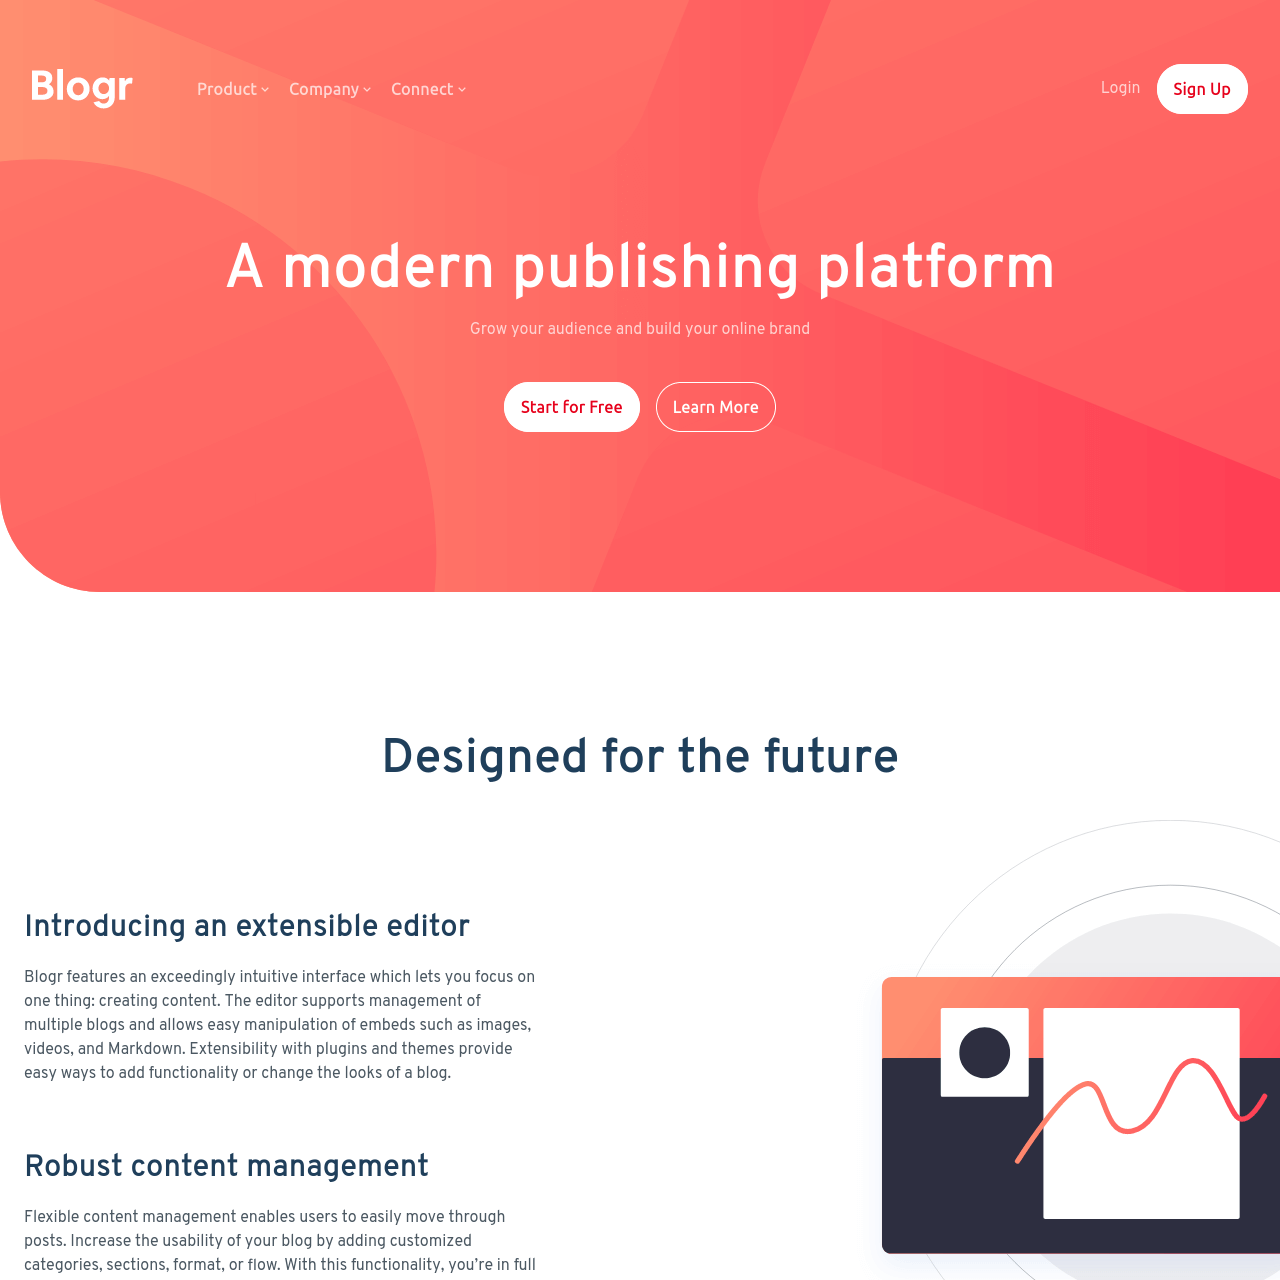 Blogr
Product
Company
Connect
Login
Sign Up
A modern publishing platform
Grow your audience and build your online brand
Start for Free
Learn More
Designed for the future
Introducing an extensible editor
Blogr features an exceedingly intuitive interface which lets you focus on
one thing: creating content. The editor supports management of
multiple blogs and allows easy manipulation of embeds such as images,
videos, and Markdown. Extensibility with plugins and themes provide
easy ways to add functionality or change the looks of a blog.
Robust content management
Flexible content management enables users to easily move through
posts. Increase the usability of your blog by adding customized
categories, sections, format, or flow. With this functionality, you’re in full